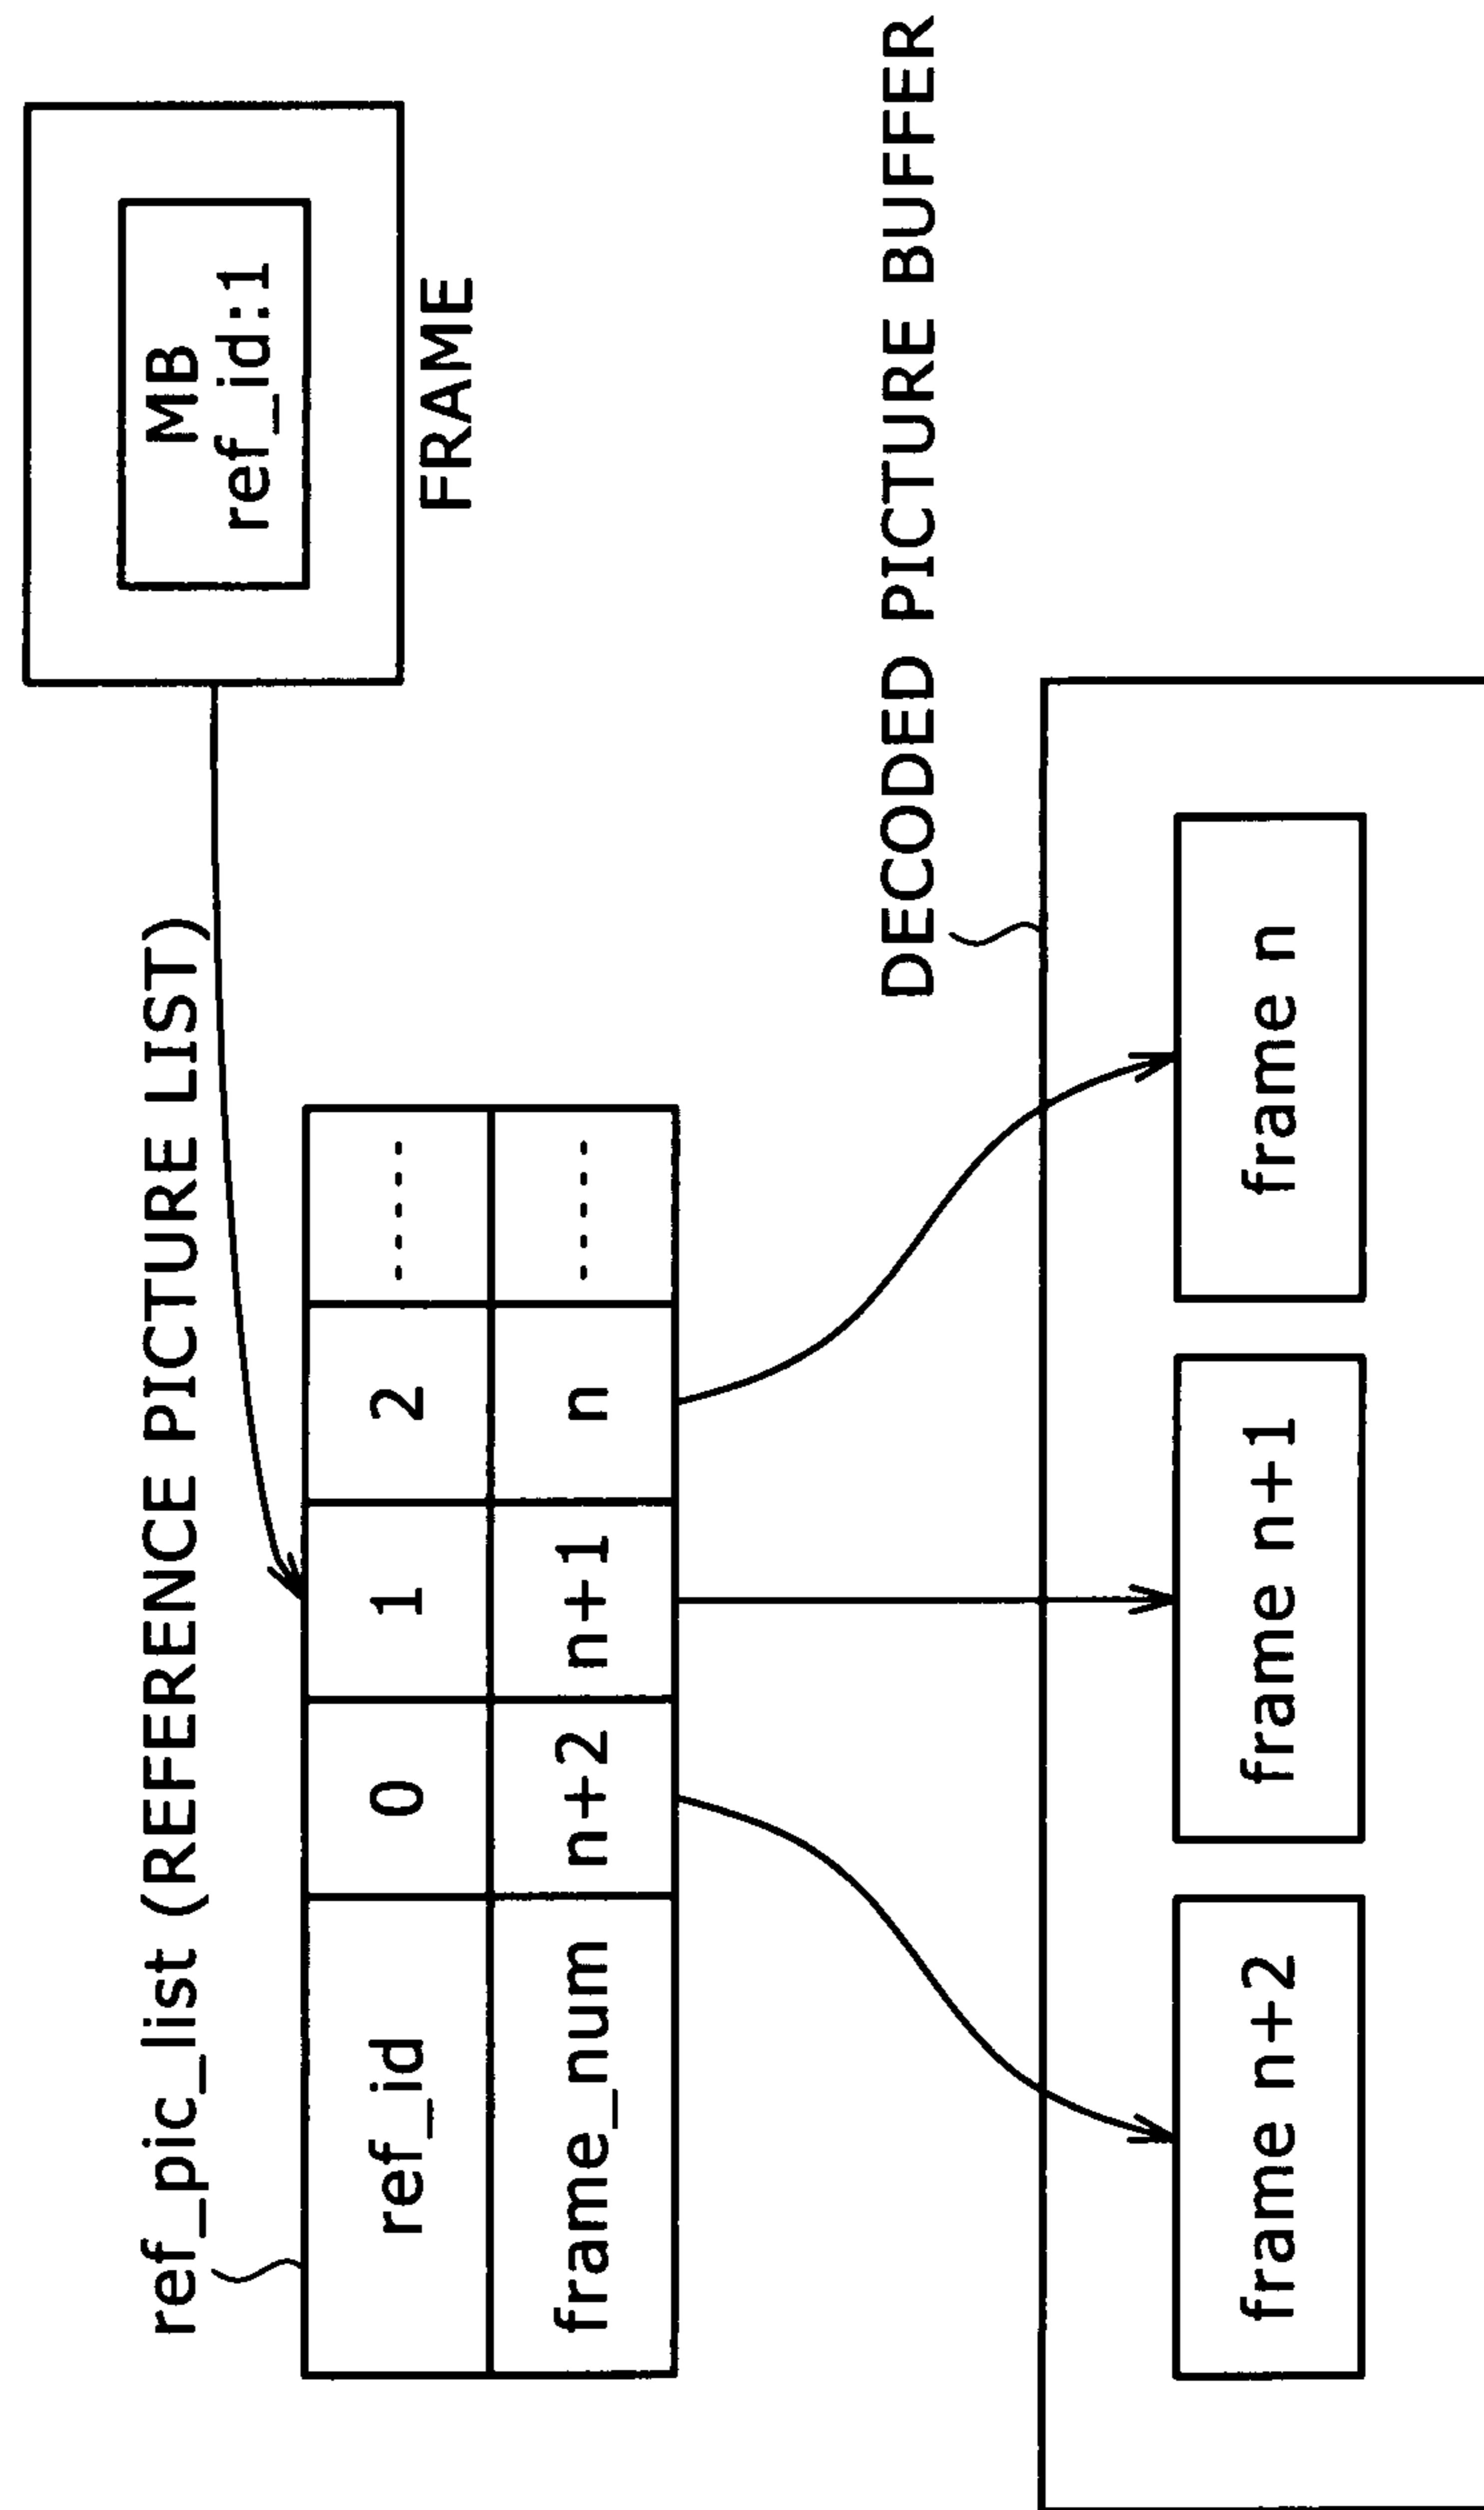 MB
ref_id:1
FRAME
ref_pic_list (REFERENCE PICTURE LIST)
ref_id 0 1 2 -----
frame_num n+2 n+1 n -----
DECODED PICTURE BUFFER
frame n+2 frame n+1 frame n